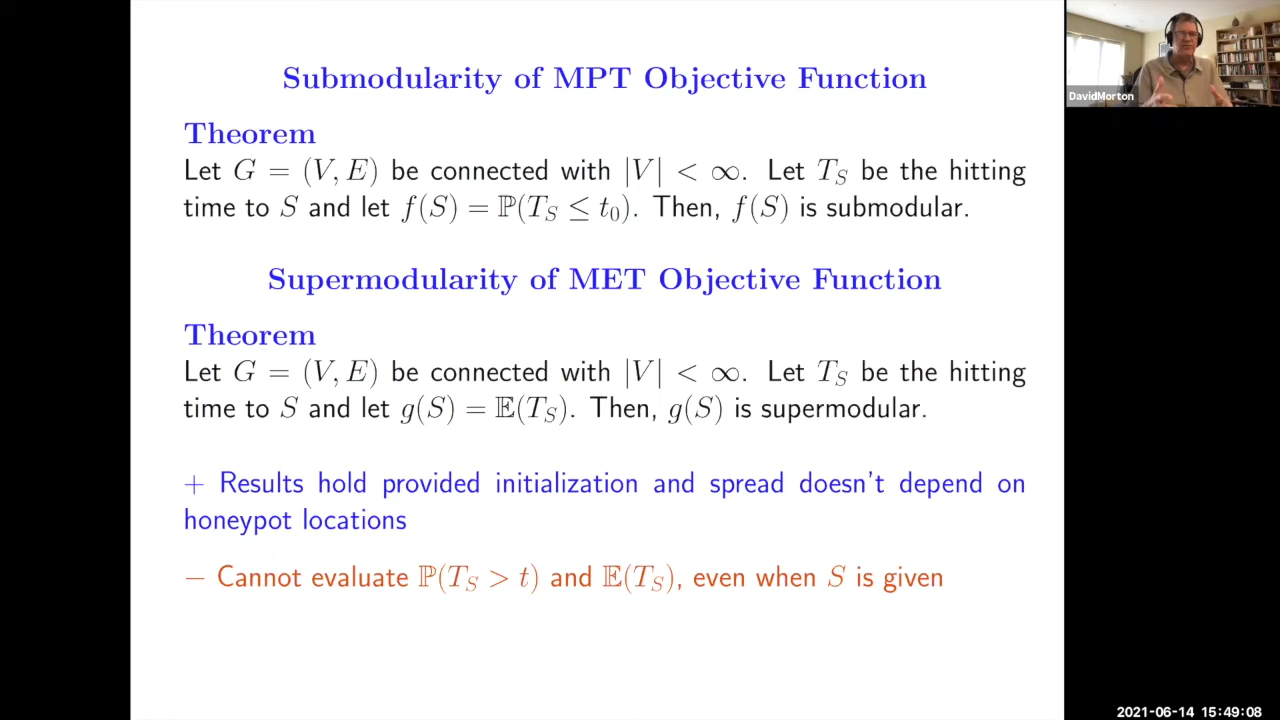 Submodularity of MPT Objective Function
Theorem
Let G = (V, E) be connected with |V| < ∞. Let T_S be the hitting
time to S and let f(S) = ℙ(T_S ≤ t_0). Then, f(S) is submodular.
Supermodularity of MET Objective Function
Theorem
Let G = (V, E) be connected with |V| < ∞. Let T_S be the hitting
time to S and let g(S) = 𝔼(T_S). Then, g(S) is supermodular.
+ Results hold provided initialization and spread doesn't depend on
honeypot locations
− Cannot evaluate ℙ(T_S > t) and 𝔼(T_S), even when S is given
DavidMorton
2021-06-14 15:49:08